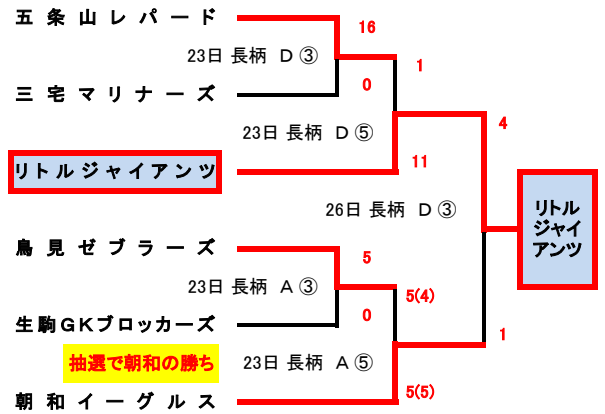 五条山レパード
16
23日 長柄 D ③
1
三宅マリナーズ
0
23日 長柄 D ⑤
4
リトルジャイアンツ
11
26日 長柄 D ③
リトル
ジャイ
アンツ
鳥見ゼブラーズ
5
23日 長柄 A ③
5(4)
生駒GKブロッカーズ
0
1
抽選で朝和の勝ち
23日 長柄 A ⑤
朝和イーグルス
5(5)